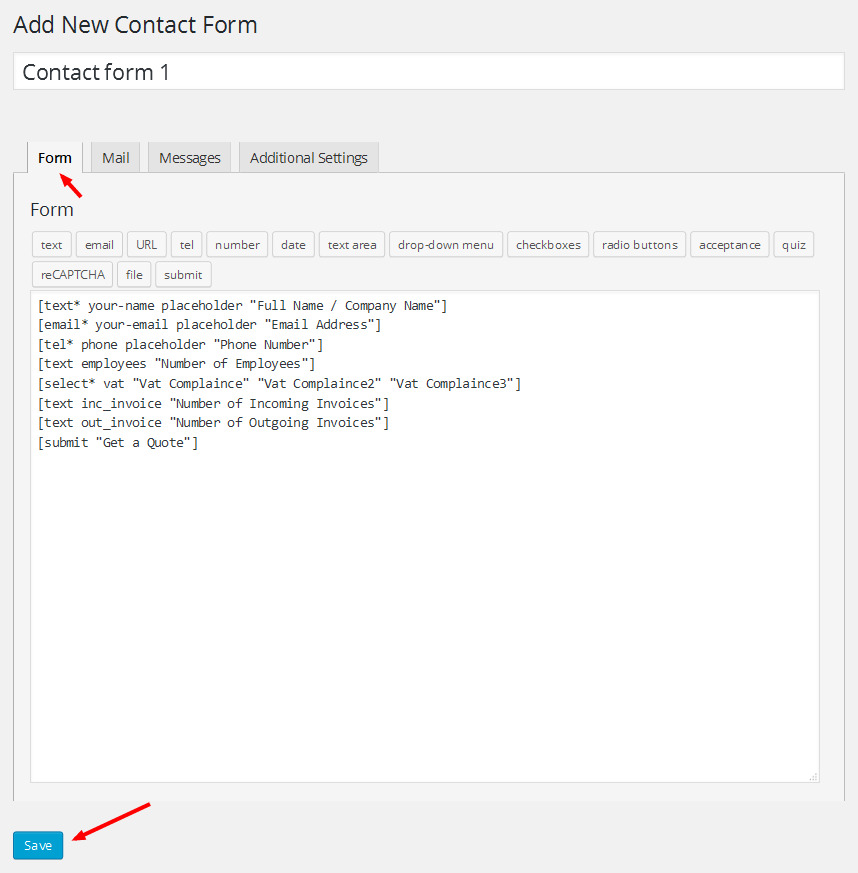 Add New Contact Form
Contact form 1
Form Mail Messages Additional Settings
Form
text email URL tel number date text area drop-down menu checkboxes radio buttons acceptance quiz
reCAPTCHA file submit
[text* your-name placeholder "Full Name / Company Name"]
[email* your-email placeholder "Email Address"]
[tel* phone placeholder "Phone Number"]
[text employees "Number of Employees"]
[select* vat "Vat Complaince" "Vat Complaince2" "Vat Complaince3"]
[text inc_invoice "Number of Incoming Invoices"]
[text out_invoice "Number of Outgoing Invoices"]
[submit "Get a Quote"]
Save